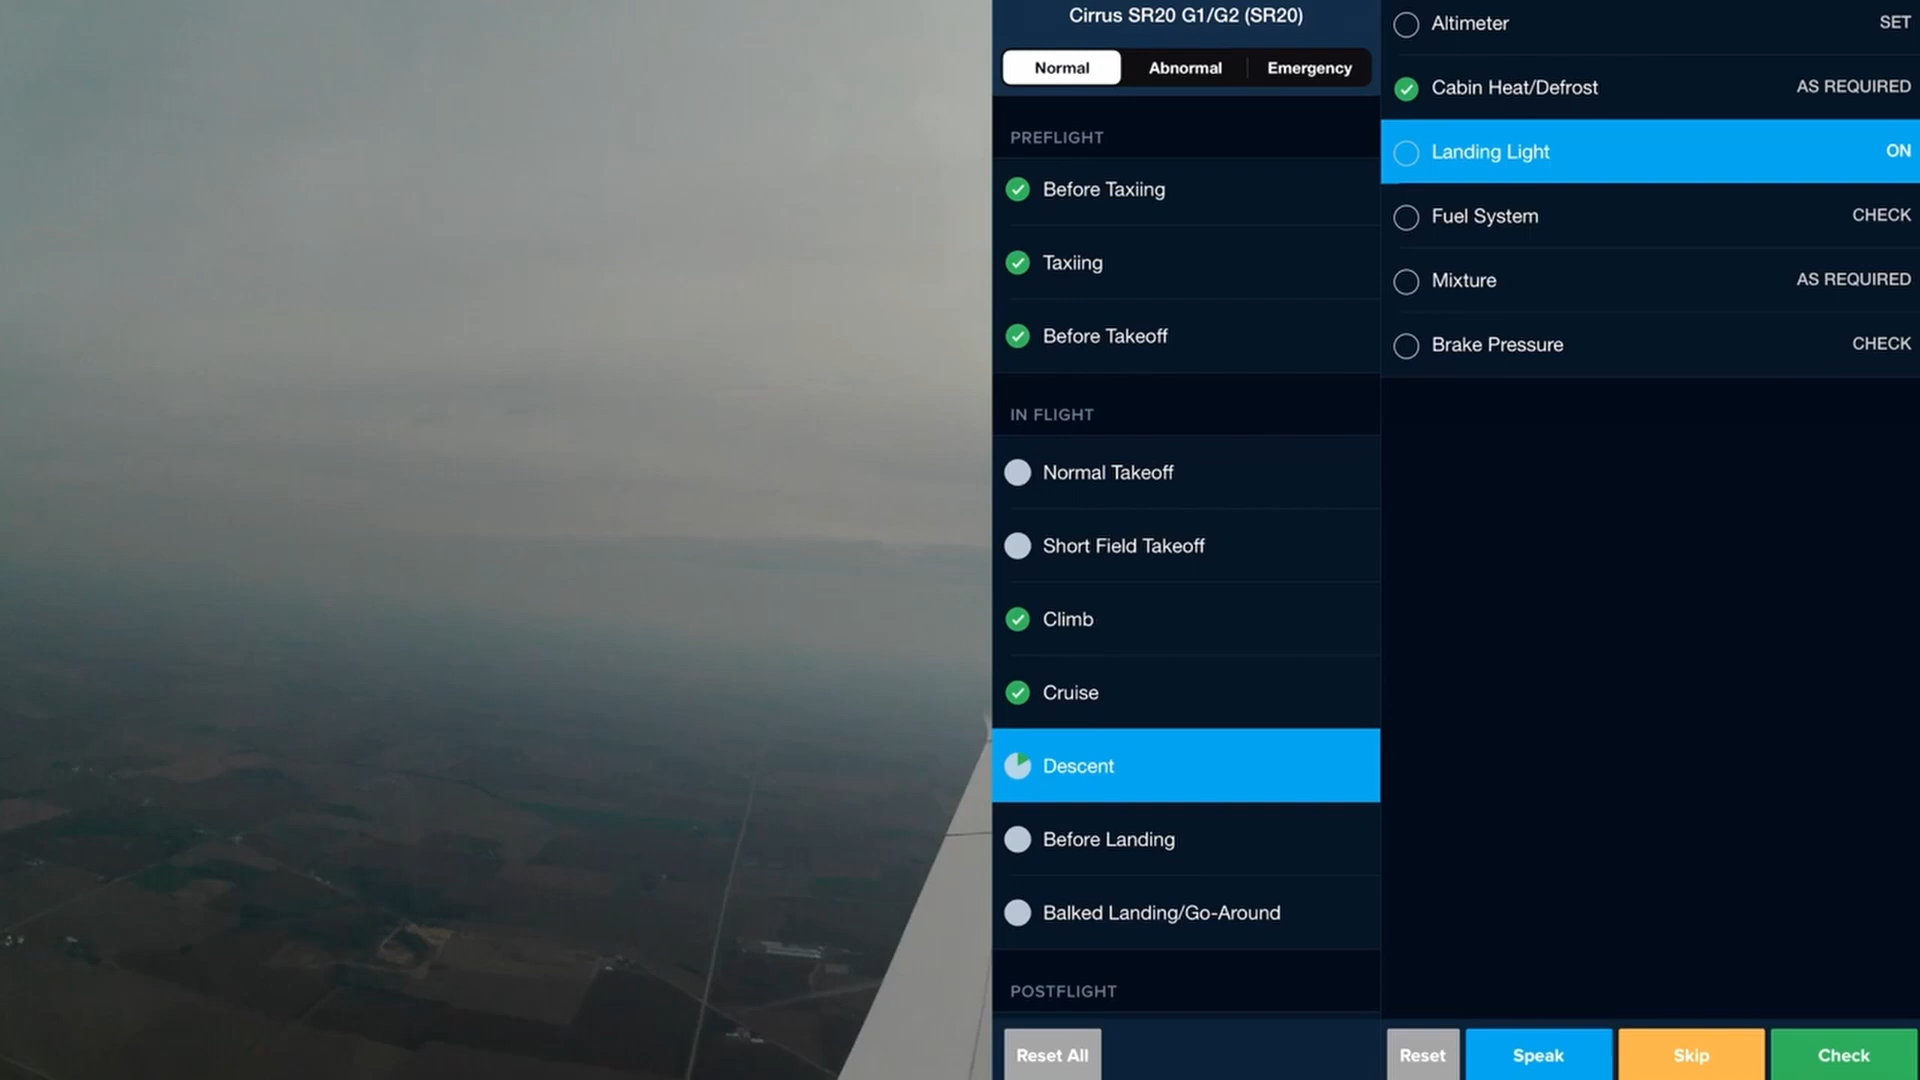 Cirrus SR20 G1/G2 (SR20)
Normal Abnormal Emergency
PREFLIGHT
Before Taxiing
Taxiing
Before Takeoff
IN FLIGHT
Normal Takeoff
Short Field Takeoff
Climb
Cruise
Descent
Before Landing
Balked Landing/Go-Around
POSTFLIGHT
Reset All
Altimeter SET
Cabin Heat/Defrost AS REQUIRED
Landing Light ON
Fuel System CHECK
Mixture AS REQUIRED
Brake Pressure CHECK
Reset Speak Skip Check